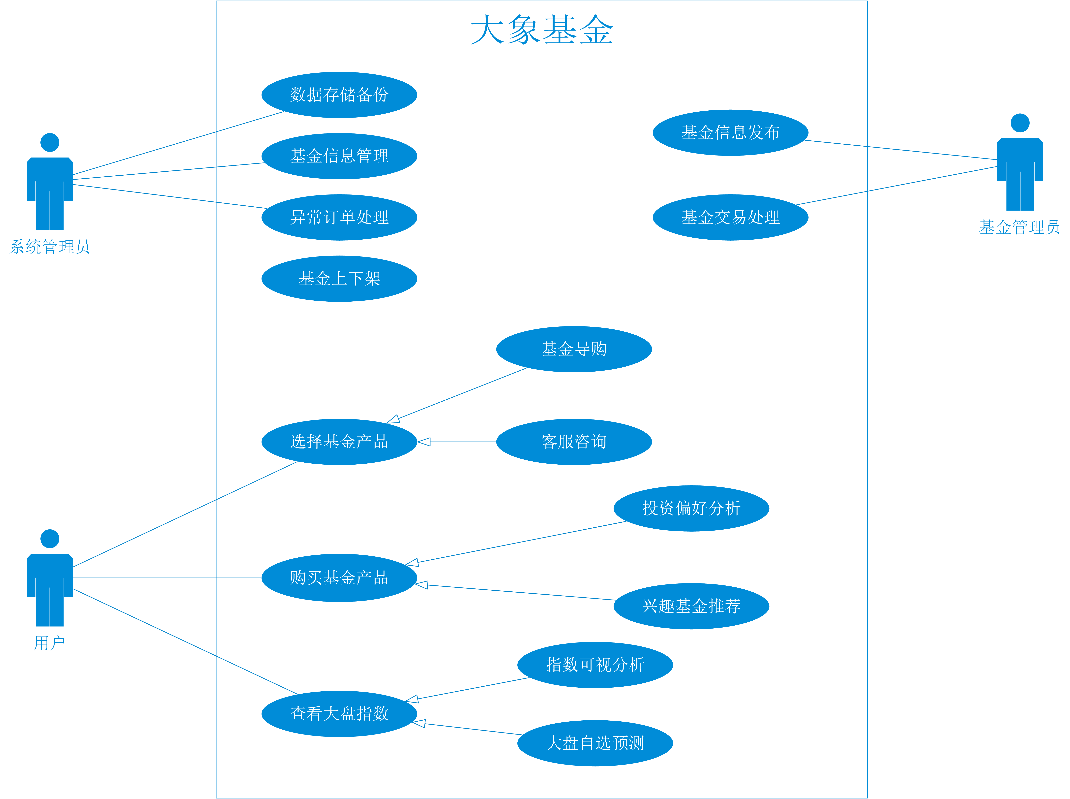 大象基金
数据存储备份
基金信息管理
异常订单处理
基金上下架
系统管理员
基金信息发布
基金交易处理
基金管理员
基金导购
选择基金产品
客服咨询
投资偏好分析
购买基金产品
兴趣基金推荐
用户
指数可视分析
查看大盘指数
大盘自选预测